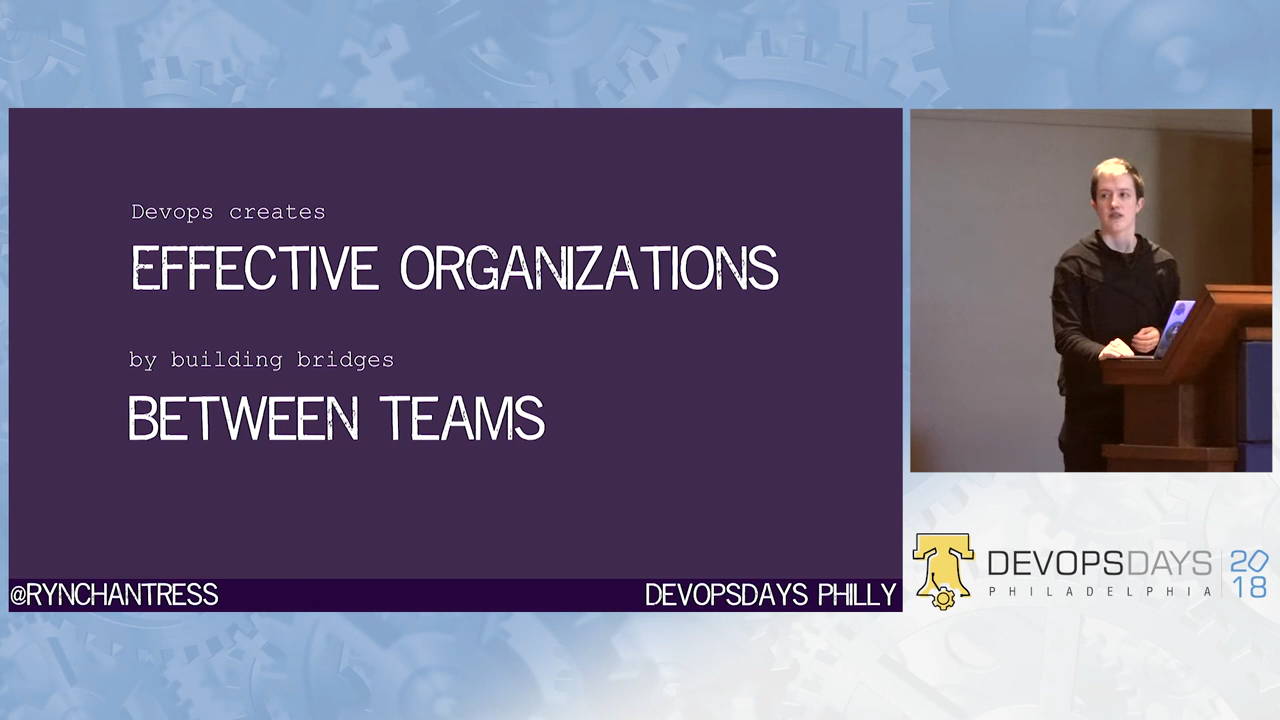 Devops creates
EFFECTIVE ORGANIZATIONS
by building bridges
BETWEEN TEAMS
@RYNCHANTRESS
DEVOPSDAYS PHILLY
DEVOPSDAYS
PHILADELPHIA
2018